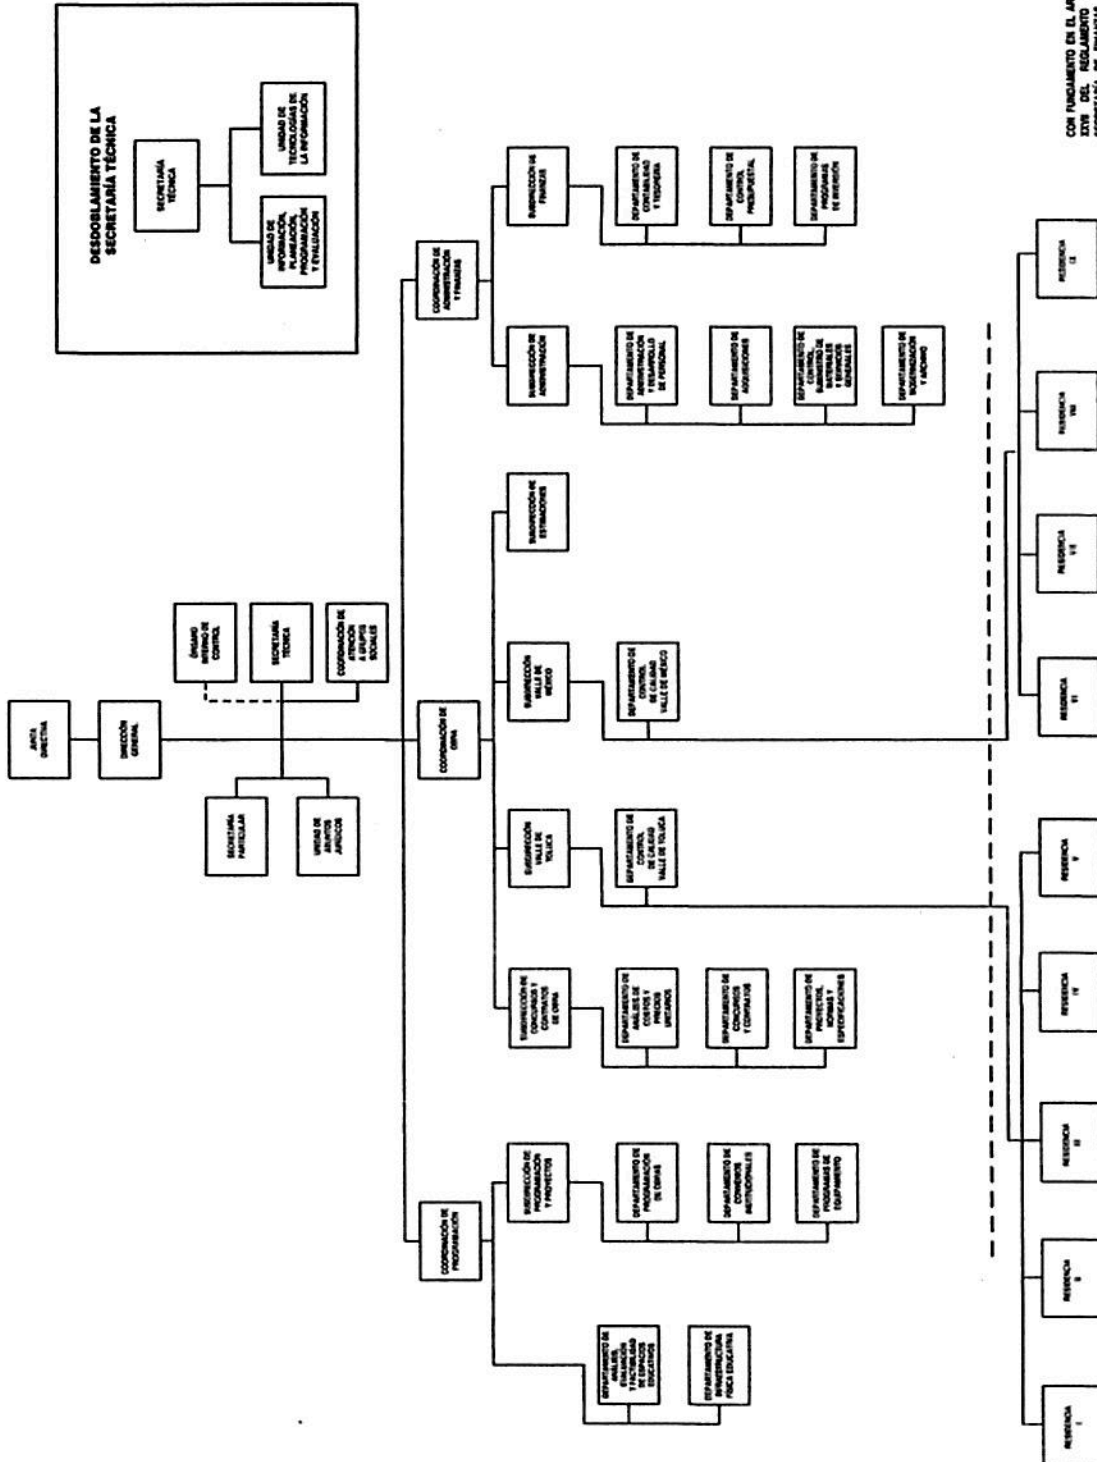 JUNTA
DIRECTIVA
DIRECCIÓN
GENERAL
SECRETARÍA
PARTICULAR
UNIDAD DE
ASUNTOS
JURÍDICOS
ÓRGANO
INTERNO DE
CONTROL
SECRETARÍA
TÉCNICA
COORDINACIÓN DE
ATENCIÓN
A GRUPOS
SOCIALES
DESDOBLAMIENTO DE LA
SECRETARÍA TÉCNICA
SECRETARÍA
TÉCNICA
UNIDAD DE
INFORMACIÓN,
PLANEACIÓN,
PROGRAMACIÓN
Y EVALUACIÓN
UNIDAD DE
TECNOLOGÍAS DE
LA INFORMACIÓN
COORDINACIÓN DE
PROGRAMACIÓN
COORDINACIÓN DE
OBRA
COORDINACIÓN DE
ADMINISTRACIÓN
Y FINANZAS
SUBDIRECCIÓN DE
PROGRAMACIÓN
Y PROYECTOS
SUBDIRECCIÓN DE
CONCURSOS Y
CONTRATOS
DE OBRA
SUBDIRECCIÓN
VALLE DE
TOLUCA
SUBDIRECCIÓN
VALLE DE
MÉXICO
SUBDIRECCIÓN DE
ESTIMACIONES
SUBDIRECCIÓN DE
ADMINISTRACIÓN
SUBDIRECCIÓN DE
FINANZAS
DEPARTAMENTO DE
ANÁLISIS,
EVALUACIÓN
Y FACTIBILIDAD
DE ESPACIOS
EDUCATIVOS
DEPARTAMENTO DE
INFRAESTRUCTURA
FÍSICA EDUCATIVA
DEPARTAMENTO DE
PROGRAMACIÓN
DE OBRAS
DEPARTAMENTO DE
CONVENIOS
INSTITUCIONALES
DEPARTAMENTO DE
PROGRAMAS DE
EQUIPAMIENTO
DEPARTAMENTO DE
ANÁLISIS DE
COSTOS Y
PRECIOS
UNITARIOS
DEPARTAMENTO DE
CONCURSOS
Y CONTRATOS
DEPARTAMENTO DE
PROYECTOS,
NORMAS Y
ESPECIFICACIONES
DEPARTAMENTO DE
CONTROL
DE CALIDAD
VALLE DE TOLUCA
DEPARTAMENTO DE
CONTROL
DE CALIDAD
VALLE DE MÉXICO
DEPARTAMENTO DE
ADMINISTRACIÓN
Y DESARROLLO
DE PERSONAL
DEPARTAMENTO DE
ADQUISICIONES
DEPARTAMENTO DE
CONTROL,
SUMINISTRO DE
MATERIALES
Y SERVICIOS
GENERALES
DEPARTAMENTO DE
MODERNIZACIÓN
Y ARCHIVO
DEPARTAMENTO DE
CONTABILIDAD
Y TESORERÍA
DEPARTAMENTO DE
CONTROL
PRESUPUESTAL
DEPARTAMENTO DE
PROGRAMAS
DE INVERSIÓN
RESIDENCIA
I
RESIDENCIA
II
RESIDENCIA
III
RESIDENCIA
IV
RESIDENCIA
V
RESIDENCIA
VI
RESIDENCIA
VII
RESIDENCIA
VIII
RESIDENCIA
IX
CON FUNDAMENTO EN EL
XXVII DEL REGLAMENTO
SECRETARÍA DE FINANZAS